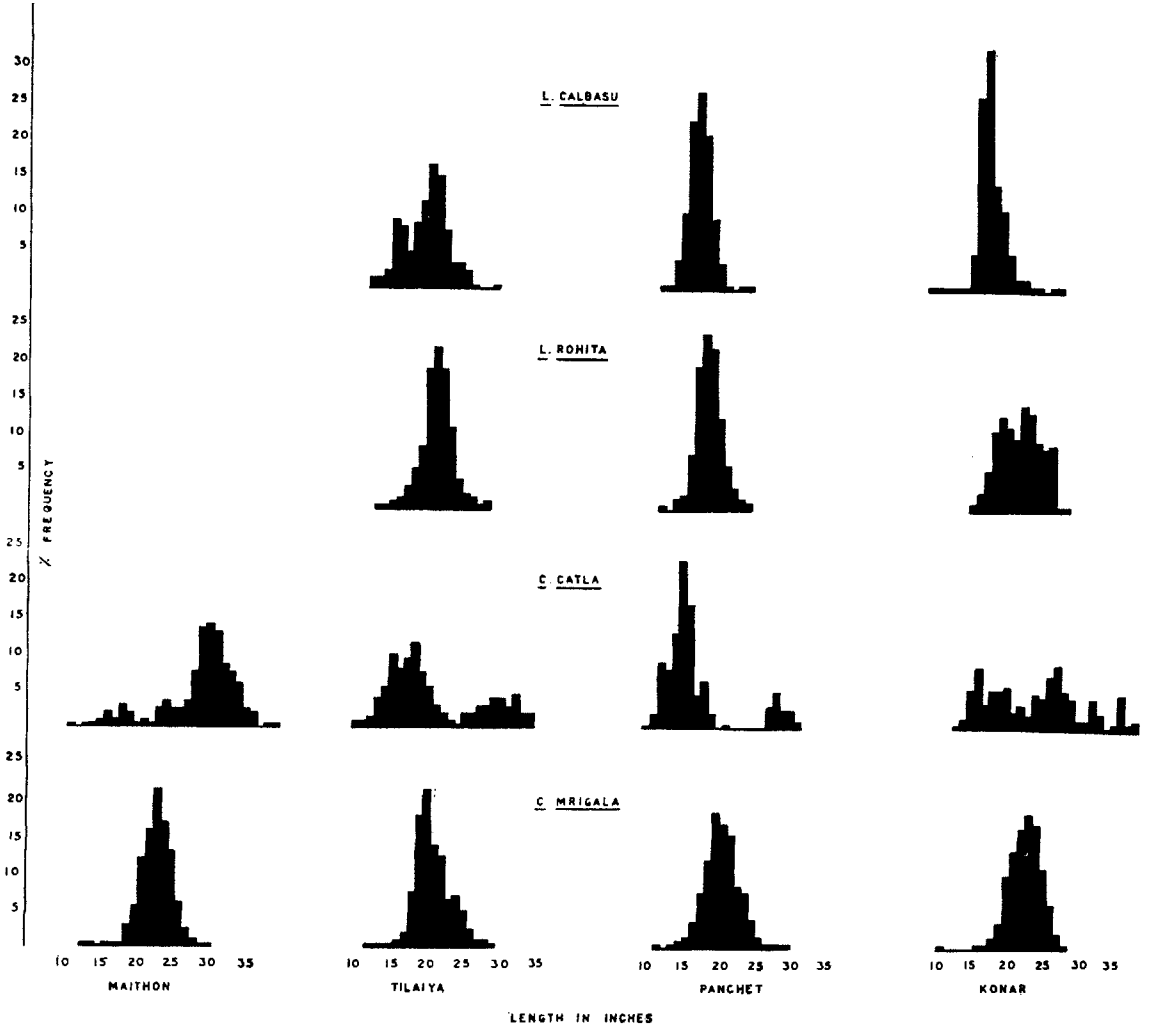 30
25
20
15
10
5
L. CALBASU
25
20
15
10
5
L. ROHITA
% FREQUENCY
25
20
15
10
5
C. CATLA
25
20
15
10
5
C MRIGALA
10 15 20 25 30 35 10 15 20 25 30 35 10 15 20 25 30 35 10 15 20 25 30 35
MAITHON TILAIYA PANCHET KONAR
LENGTH IN INCHES